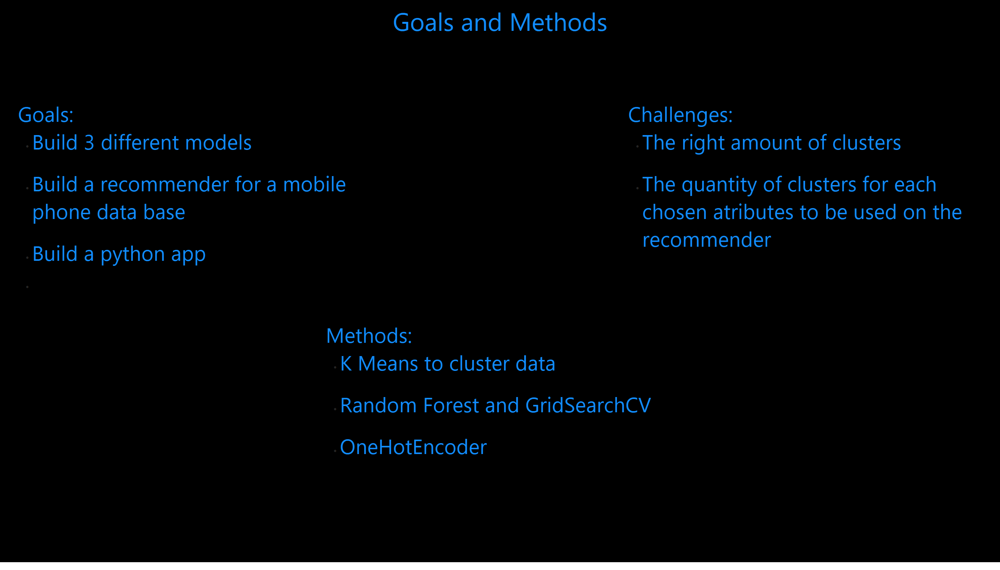 Goals and Methods
Goals:
Build 3 different models
Build a recommender for a mobile
phone data base
Build a python app
Challenges:
The right amount of clusters
The quantity of clusters for each
chosen atributes to be used on the
recommender
Methods:
K Means to cluster data
Random Forest and GridSearchCV
OneHotEncoder